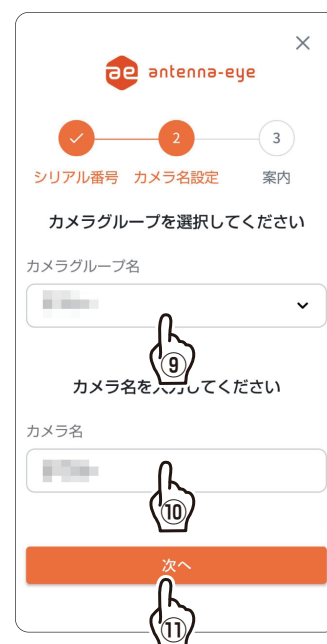 ×
ae antenna-eye
2 3
シリアル番号 カメラ名設定 案内
カメラグループを選択してください
カメラグループ名
⑨
カメラ名を入力してください
カメラ名
⑩
次へ
⑪